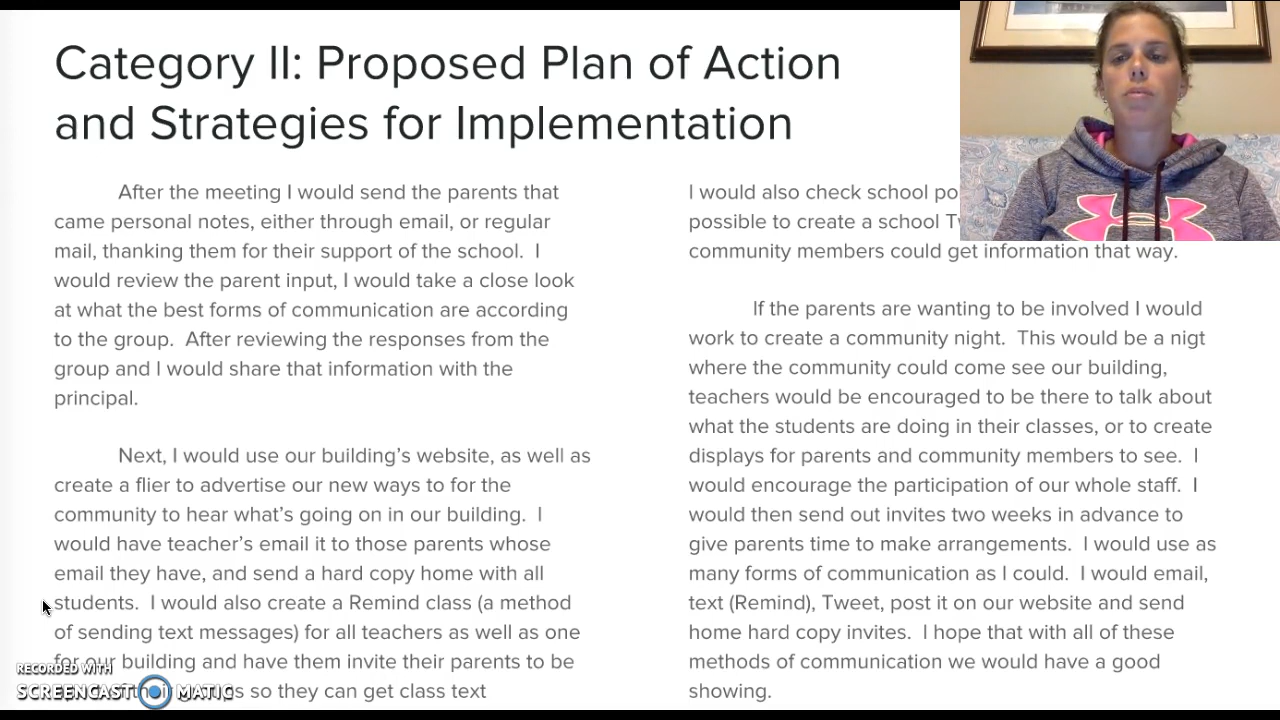 Category II: Proposed Plan of Action
and Strategies for Implementation
After the meeting I would send the parents that
came personal notes, either through email, or regular
mail, thanking them for their support of the school.  I
would review the parent input, I would take a close look
at what the best forms of communication are according
to the group.  After reviewing the responses from the
group and I would share that information with the
principal.
Next, I would use our building's website, as well as
create a flier to advertise our new ways to for the
community to hear what's going on in our building.  I
would have teacher's email it to those parents whose
email they have, and send a hard copy home with all
students.  I would also create a Remind class (a method
of sending text messages) for all teachers as well as one
for our building and have them invite their parents to be
so they can get class text
I would also check school
possible to create a school
community members could get information that way.
If the parents are wanting to be involved I would
work to create a community night.  This would be a nigt
where the community could come see our building,
teachers would be encouraged to be there to talk about
what the students are doing in their classes, or to create
displays for parents and community members to see.  I
would encourage the participation of our whole staff.  I
would then send out invites two weeks in advance to
give parents time to make arrangements.  I would use as
many forms of communication as I could.  I would email,
text (Remind), Tweet, post it on our website and send
home hard copy invites.  I hope that with all of these
methods of communication we would have a good
showing.
RECORDED WITH
SCREENCAST MATIC